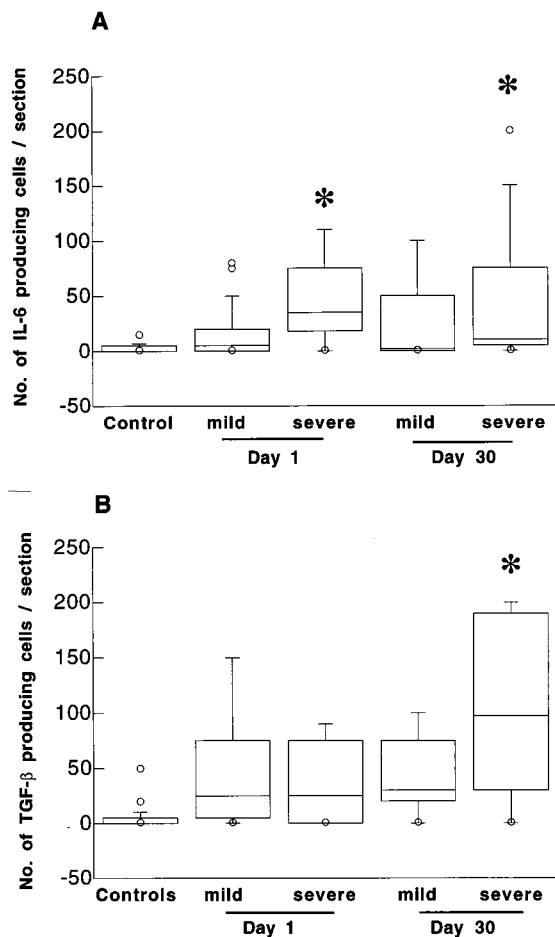 A
No. of IL-6 producing cells / section
250
200
150
100
50
0
-50
Control mild severe mild severe
Day 1 Day 30
B
No. of TGF-β producing cells / section
250
200
150
100
50
0
-50
Controls mild severe mild severe
Day 1 Day 30